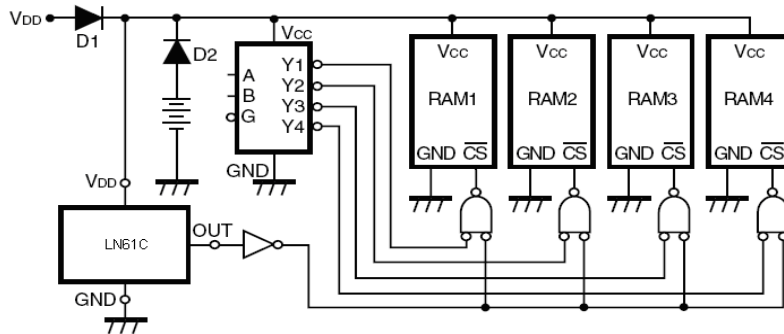 VDD
D1
D2
VCC
A
B
G
Y1
Y2
Y3
Y4
GND
VCC
RAM1
GND CS
VCC
RAM2
GND CS
VCC
RAM3
GND CS
VCC
RAM4
GND CS
VDD
LN61C
OUT
GND